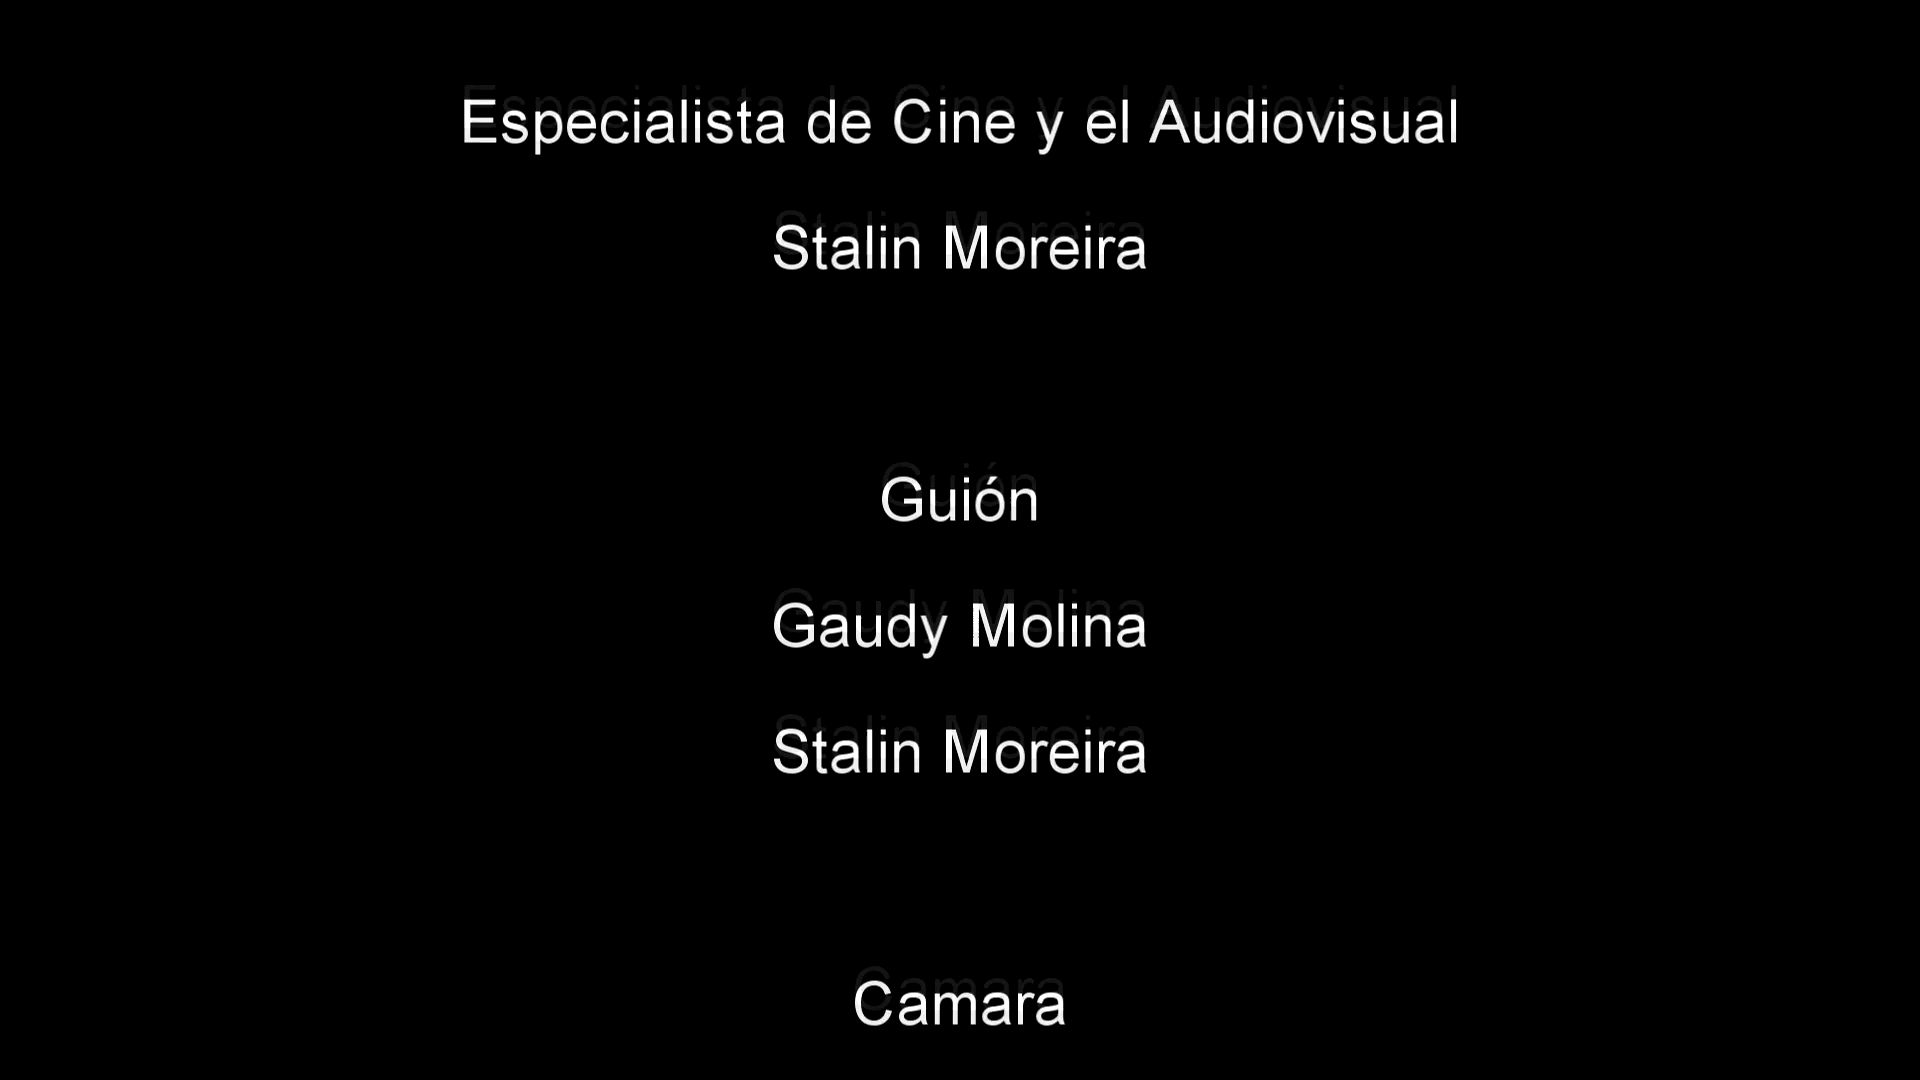 Especialista de Cine y el Audiovisual
Stalin Moreira
Guión
Gaudy Molina
Stalin Moreira
Camara